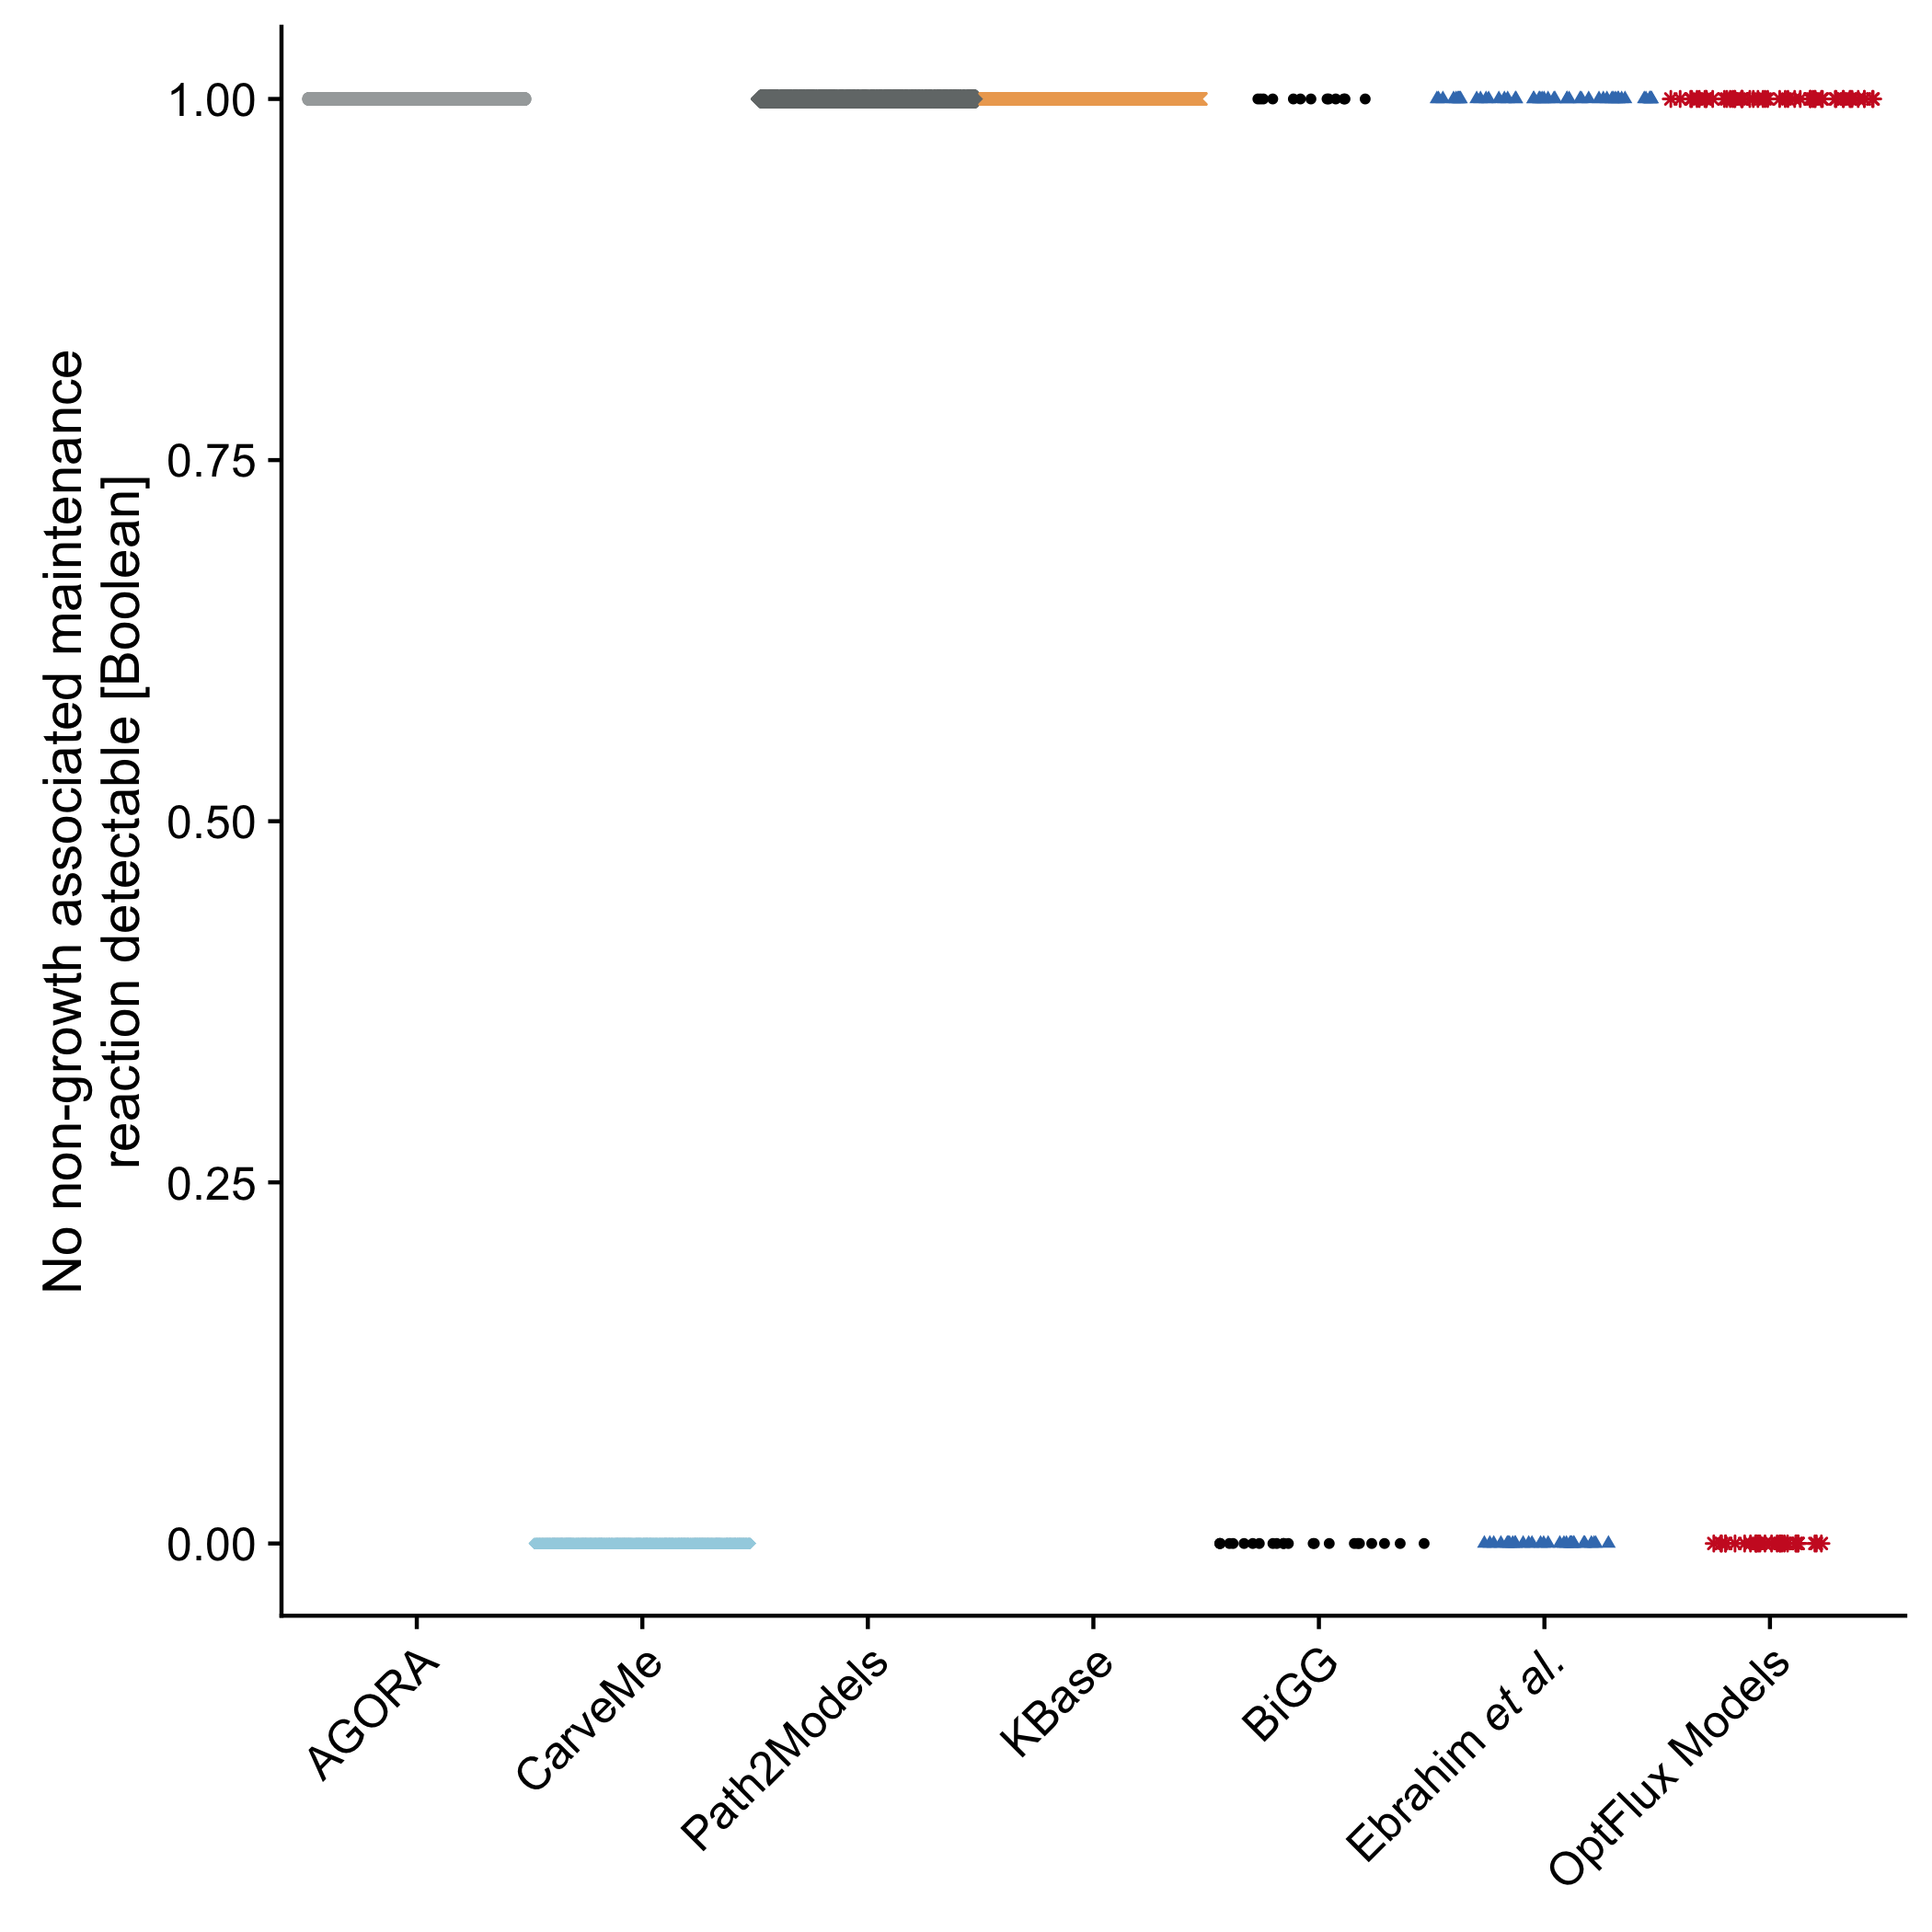 No non-growth associated maintenance
reaction detectable [Boolean]
1.00
0.75
0.50
0.25
0.00
AGORA
CarveMe
Path2Models
KBase
BiGG
Ebrahim et al.
OptFlux Models